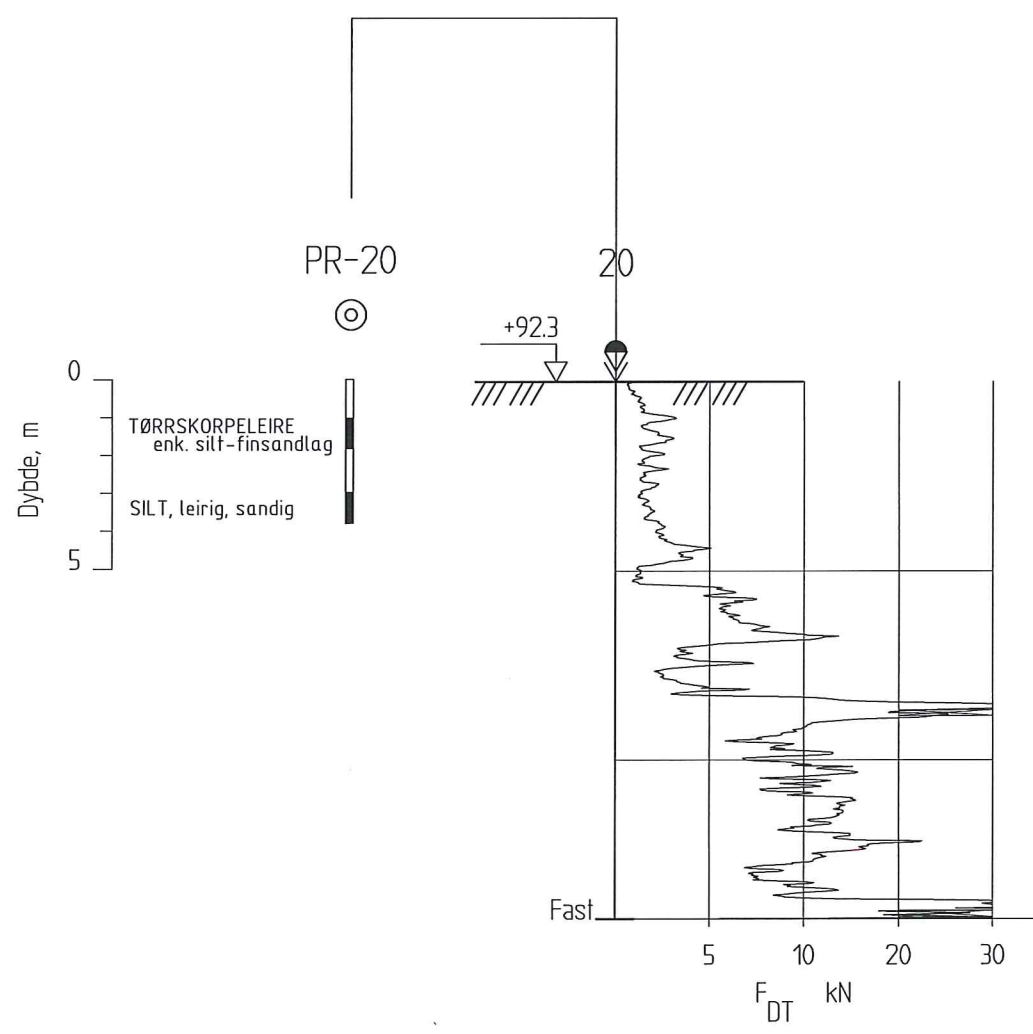 PR-20
20
+92.3
0
Dybde, m
TØRRSKORPELEIRE
enk. silt-finsandlag
SILT, leirig, sandig
5
Fast
5 10 20 30
F DT kN